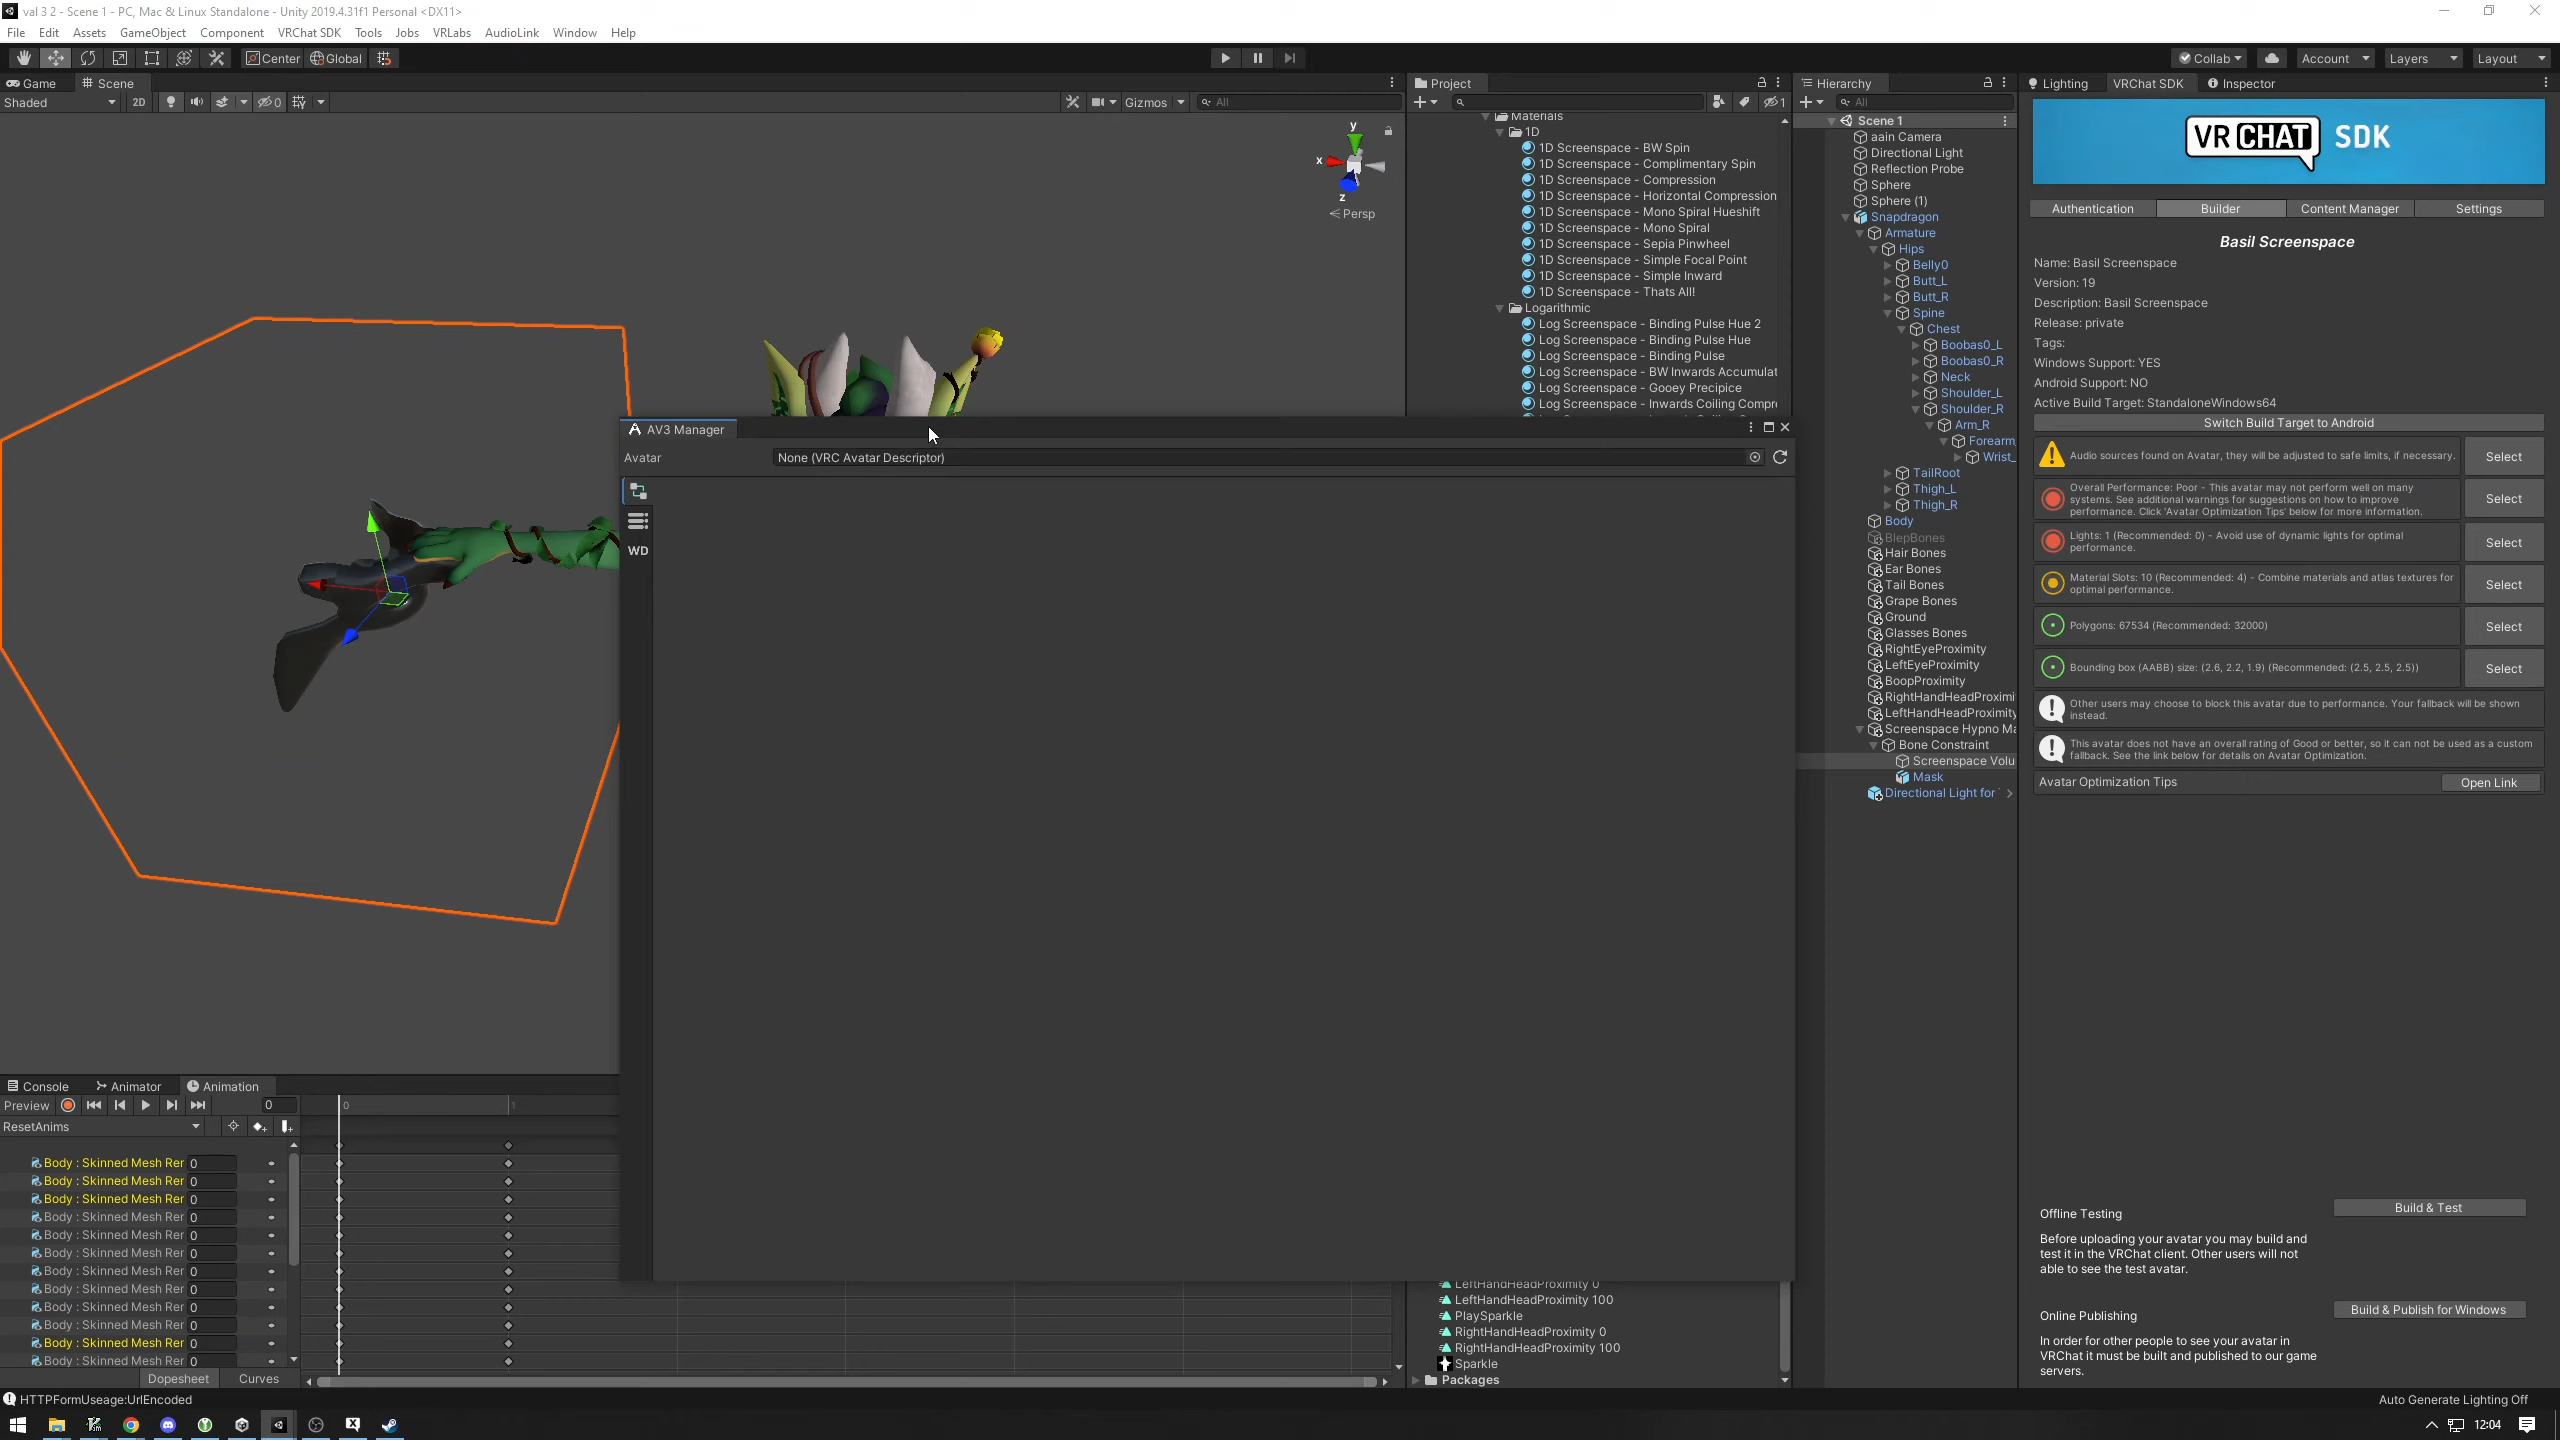 val 3 2 - Scene 1 - PC, Mac & Linux Standalone - Unity 2019.4.31f1 Personal <DX11>
File Edit Assets GameObject Component VRChat SDK Tools Jobs VRLabs AudioLink Window Help
Center Global
Collab Account Layers Layout
Game Scene
Shaded 2D 0 Gizmos All
y
x
z
Persp
AV3 Manager
Avatar None (VRC Avatar Descriptor)
WD
Console Animator Animation
Preview 0 0 1
ResetAnims
Body : Skinned Mesh Rer 0
Body : Skinned Mesh Rer 0
Body : Skinned Mesh Rer 0
Body : Skinned Mesh Rer 0
Body : Skinned Mesh Rer 0
Body : Skinned Mesh Rer 0
Body : Skinned Mesh Rer 0
Body : Skinned Mesh Rer 0
Body : Skinned Mesh Rer 0
Body : Skinned Mesh Rer 0
Body : Skinned Mesh Rer 0
Body : Skinned Mesh Rer 0
Dopesheet Curves
Project
1
Materials
1D
1D Screenspace - BW Spin
1D Screenspace - Complimentary Spin
1D Screenspace - Compression
1D Screenspace - Horizontal Compression
1D Screenspace - Mono Spiral Hueshift
1D Screenspace - Mono Spiral
1D Screenspace - Sepia Pinwheel
1D Screenspace - Simple Focal Point
1D Screenspace - Simple Inward
1D Screenspace - Thats All!
Logarithmic
Log Screenspace - Binding Pulse Hue 2
Log Screenspace - Binding Pulse Hue
Log Screenspace - Binding Pulse
Log Screenspace - BW Inwards Accumulat
Log Screenspace - Gooey Precipice
Log Screenspace - Inwards Coiling Compr
LeftHandHeadProximity 0
LeftHandHeadProximity 100
PlaySparkle
RightHandHeadProximity 0
RightHandHeadProximity 100
Sparkle
Packages
Hierarchy
All
Scene 1
aain Camera
Directional Light
Reflection Probe
Sphere
Sphere (1)
Snapdragon
Armature
Hips
Belly0
Butt_L
Butt_R
Spine
Chest
Boobas0_L
Boobas0_R
Neck
Shoulder_L
Shoulder_R
Arm_R
Forearm_
Wrist_
TailRoot
Thigh_L
Thigh_R
Body
BlepBones
Hair Bones
Ear Bones
Tail Bones
Grape Bones
Ground
Glasses Bones
RightEyeProximity
LeftEyeProximity
BoopProximity
RightHandHeadProximi
LeftHandHeadProximity
Screenspace Hypno Ma
Bone Constraint
Screenspace Volu
Mask
Directional Light for
Lighting VRChat SDK Inspector
VRCHAT SDK
Authentication Builder Content Manager Settings
Basil Screenspace
Name: Basil Screenspace
Version: 19
Description: Basil Screenspace
Release: private
Tags:
Windows Support: YES
Android Support: NO
Active Build Target: StandaloneWindows64
Switch Build Target to Android
Audio sources found on Avatar, they will be adjusted to safe limits, if necessary. Select
Overall Performance: Poor - This avatar may not perform well on many
systems. See additional warnings for suggestions on how to improve
performance. Click 'Avatar Optimization Tips' below for more information.
Select
Lights: 1 (Recommended: 0) - Avoid use of dynamic lights for optimal
performance.
Select
Material Slots: 10 (Recommended: 4) - Combine materials and atlas textures for
optimal performance.
Select
Polygons: 67534 (Recommended: 32000) Select
Bounding box (AABB) size: (2.6, 2.2, 1.9) (Recommended: (2.5, 2.5, 2.5)) Select
Other users may choose to block this avatar due to performance. Your fallback will be shown
instead.
This avatar does not have an overall rating of Good or better, so it can not be used as a custom
fallback. See the link below for details on Avatar Optimization.
Avatar Optimization Tips Open Link
Offline Testing Build & Test
Before uploading your avatar you may build and
test it in the VRChat client. Other users will not
able to see the test avatar.
Online Publishing Build & Publish for Windows
In order for other people to see your avatar in
VRChat it must be built and published to our game
servers.
HTTPFormUseage:UrlEncoded Auto Generate Lighting Off
12:04